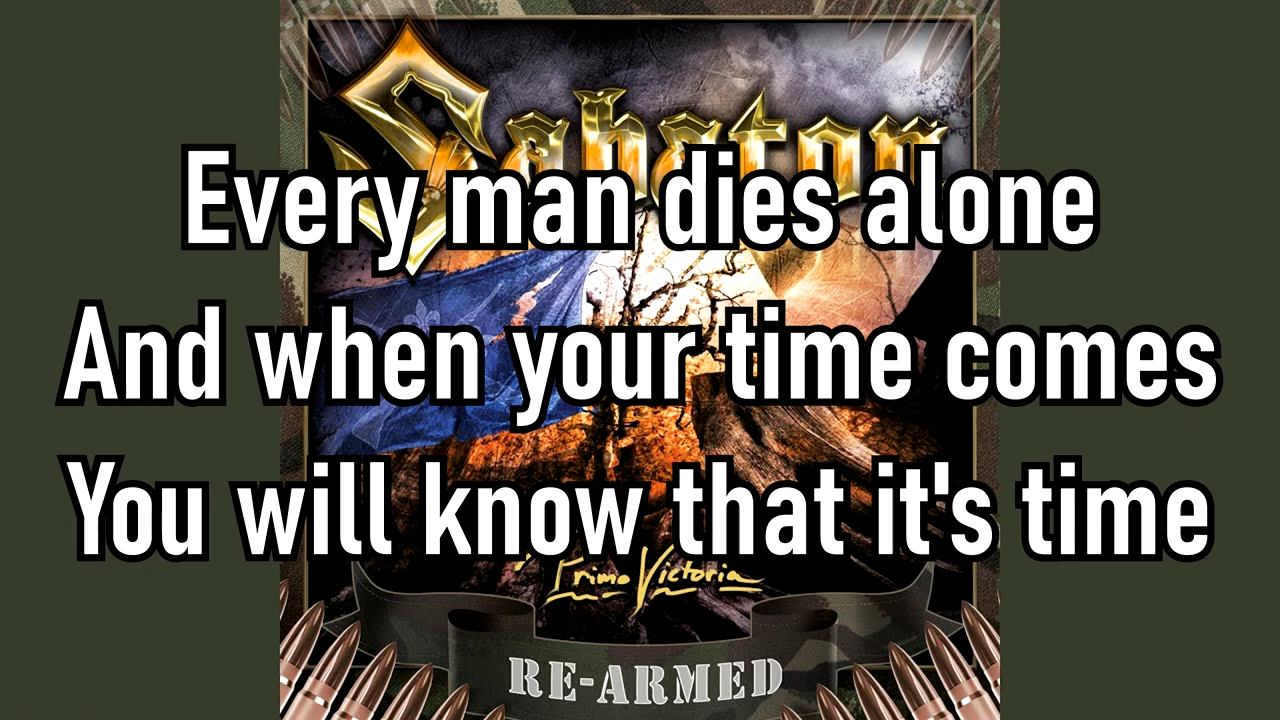 Sabaton
Every man dies alone
And when your time comes
You will know that it's time
Primo Victoria
RE-ARMED